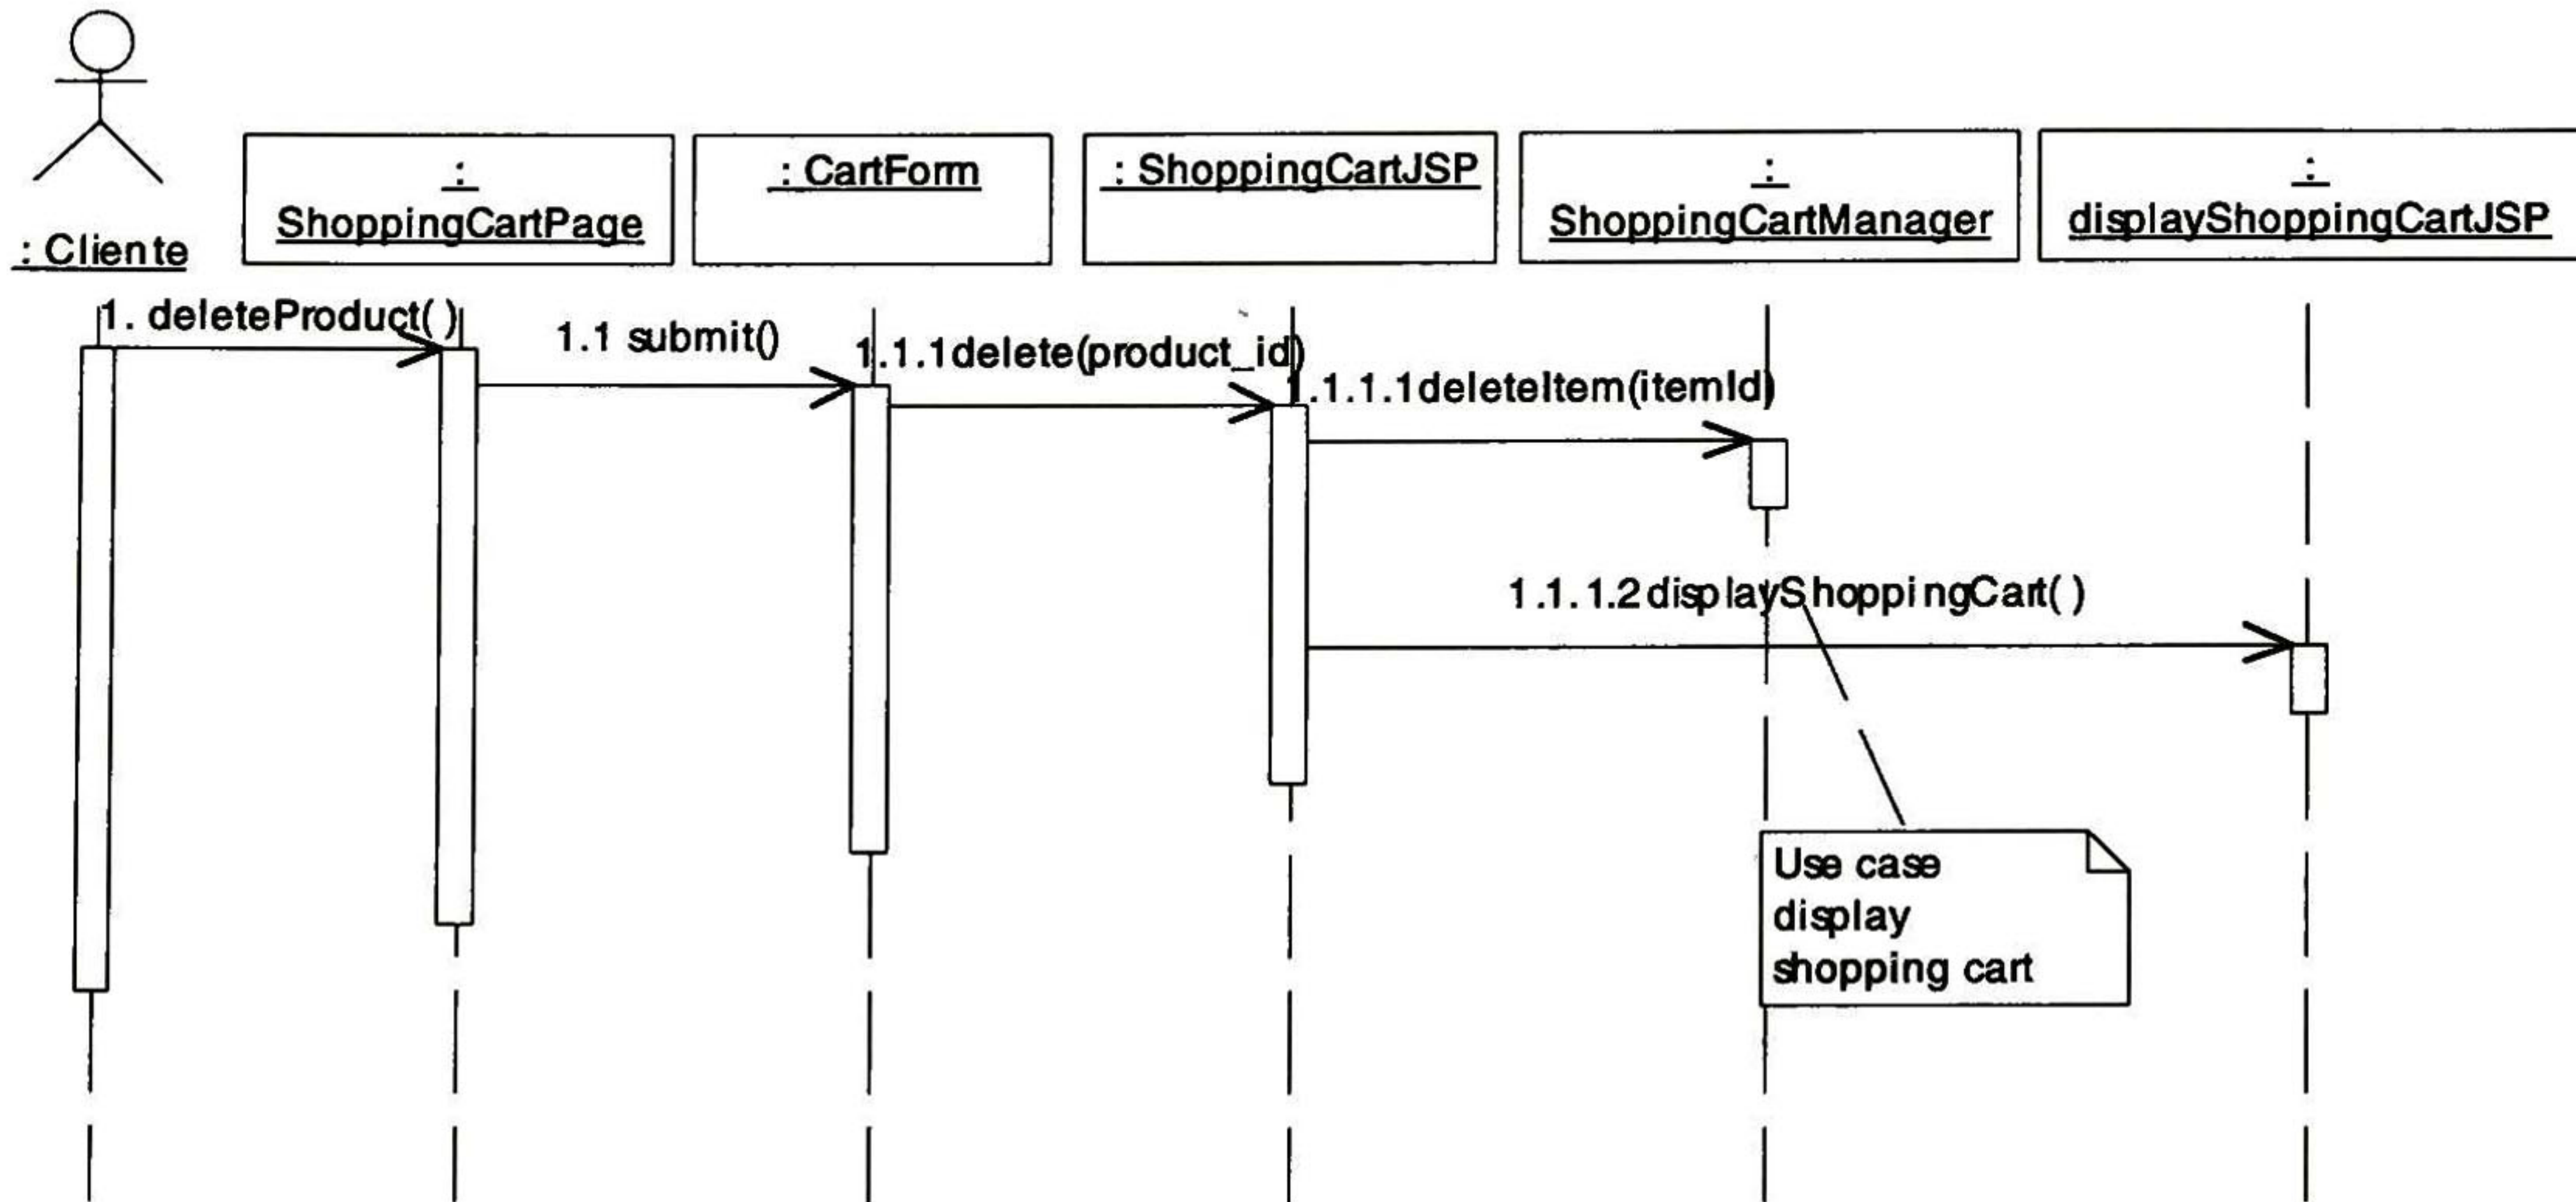 :
ShoppingCartPage
: CartForm
: ShoppingCartJSP
:
ShoppingCartManager
:
displayShoppingCartJSP
: Cliente
1. deleteProduct( )
1.1 submit()
1.1.1delete(product_id)
1.1.1.1deleteItem(itemId)
1.1.1.2displayShoppingCart( )
Use case
display
shopping cart